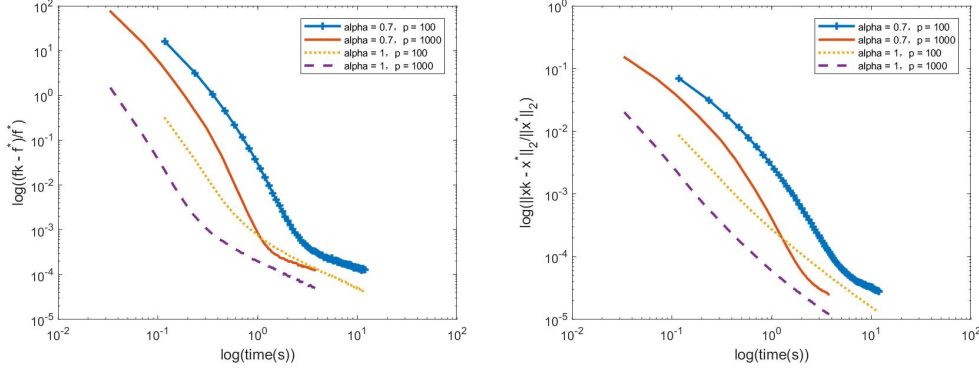 10^2
10^1
10^0
10^-1
10^-2
10^-3
10^-4
10^-5
log((fk - f^*)/f^*)
10^-2
10^-1
10^0
10^1
10^2
log(time(s))
alpha = 0.7, p = 100
alpha = 0.7, p = 1000
alpha = 1, p = 100
alpha = 1, p = 1000
10^0
10^-1
10^-2
10^-3
10^-4
10^-5
log(||xk - x^*||_2/||x^*||_2)
10^-2
10^-1
10^0
10^1
10^2
log(time(s))
alpha = 0.7, p = 100
alpha = 0.7, p = 1000
alpha = 1, p = 100
alpha = 1, p = 1000